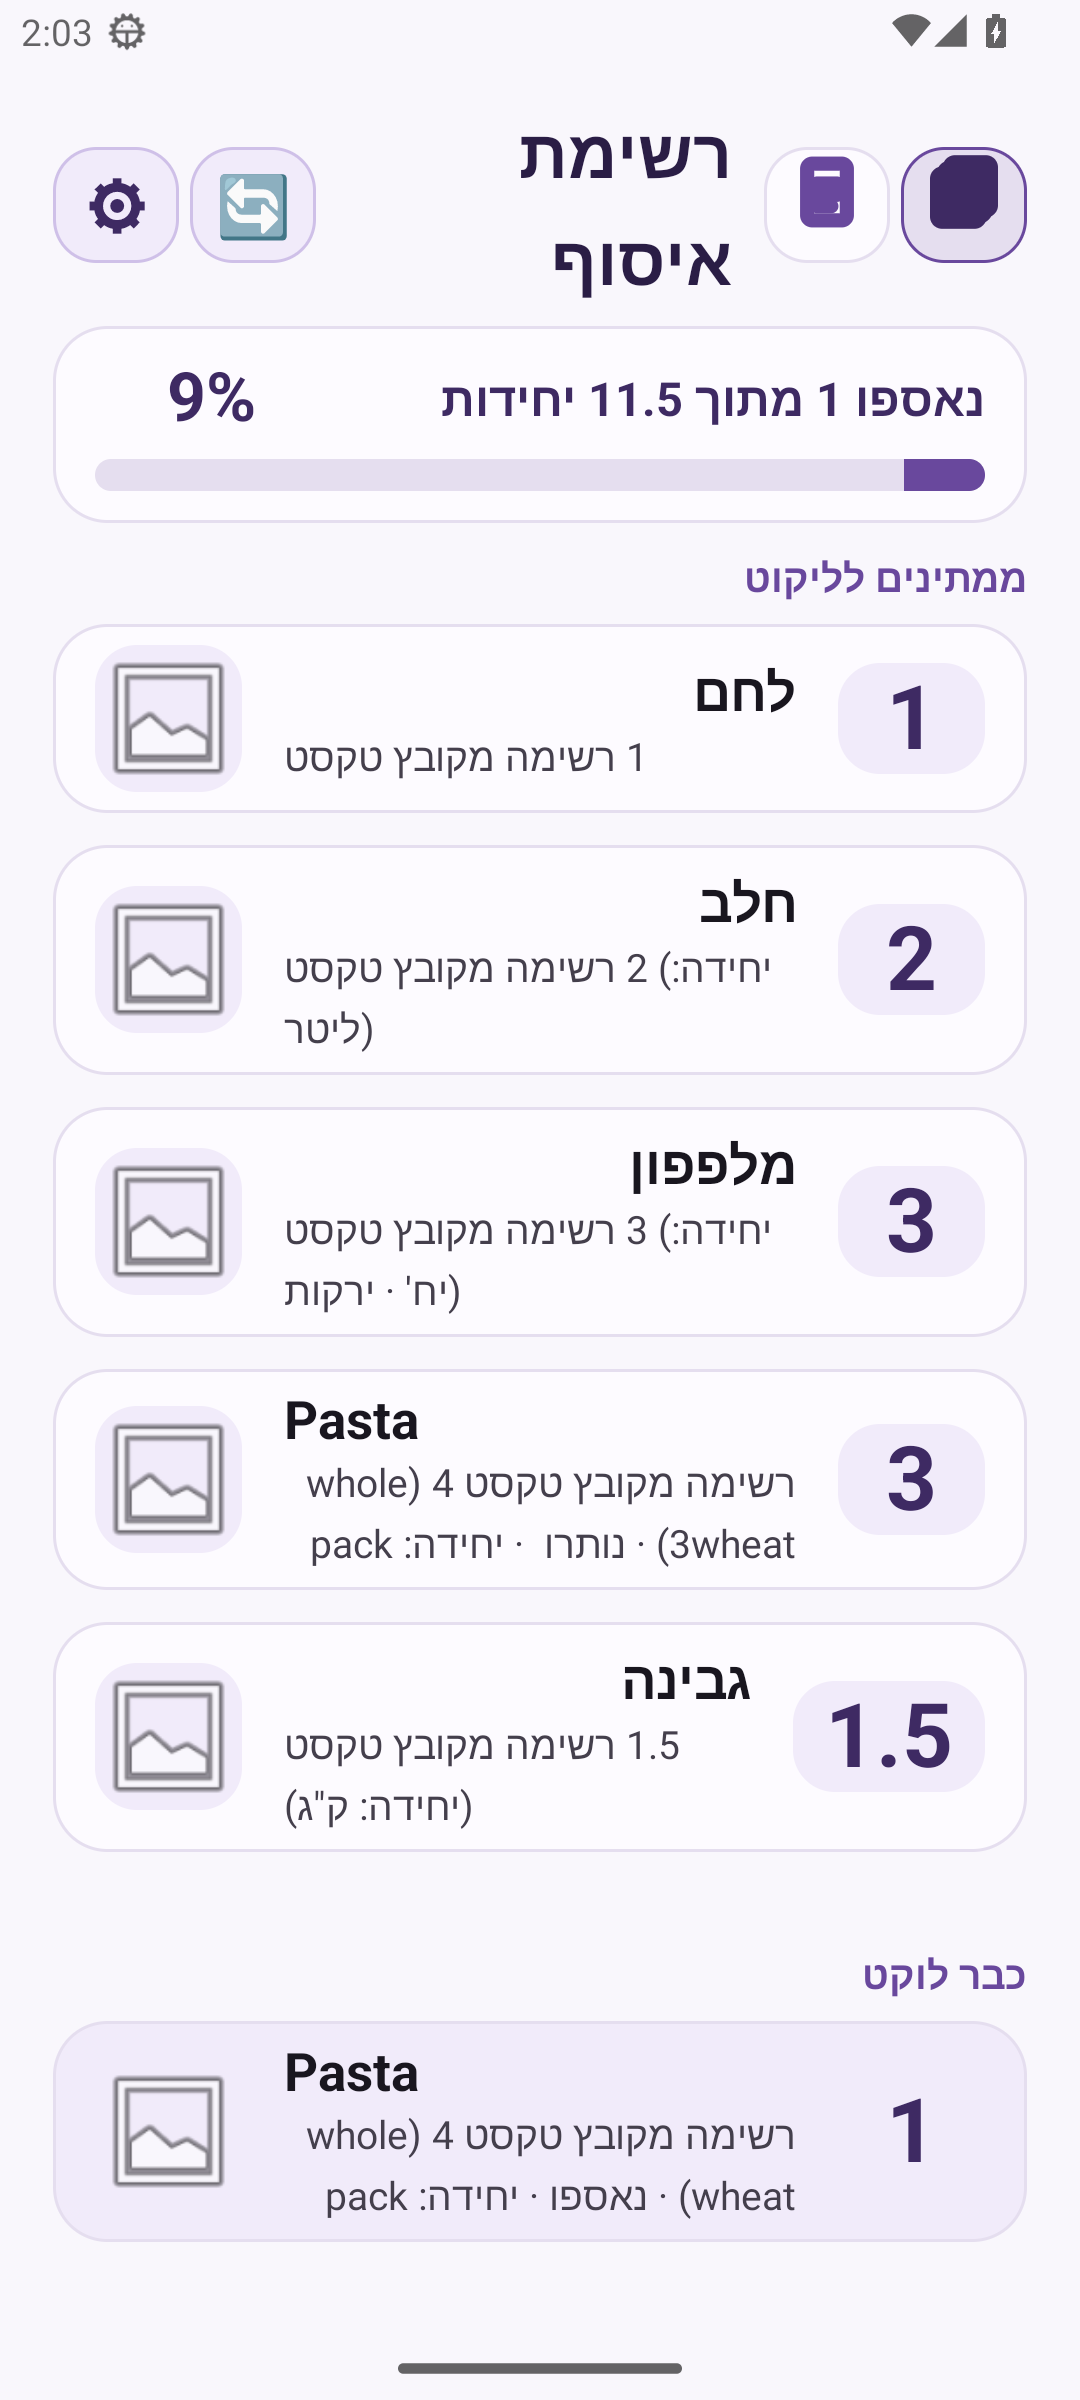 2:03
רשימת
איסוף
נאספו 1 מתוך 11.5 יחידות
9%
ממתינים לליקוט
1
לחם
1 רשימה מקובץ טקסט
2
חלב
יחידה:) 2 רשימה מקובץ טקסט
(ליטר
3
מלפפון
יחידה:) 3 רשימה מקובץ טקסט
(יח' · ירקות
3
Pasta
רשימה מקובץ טקסט 4 (whole
3wheat) · נותרו · יחידה: pack
1.5
גבינה
1.5 רשימה מקובץ טקסט
(יחידה: ק"ג)
כבר לוקט
1
Pasta
רשימה מקובץ טקסט 4 (whole
wheat) · נאספו · יחידה: pack